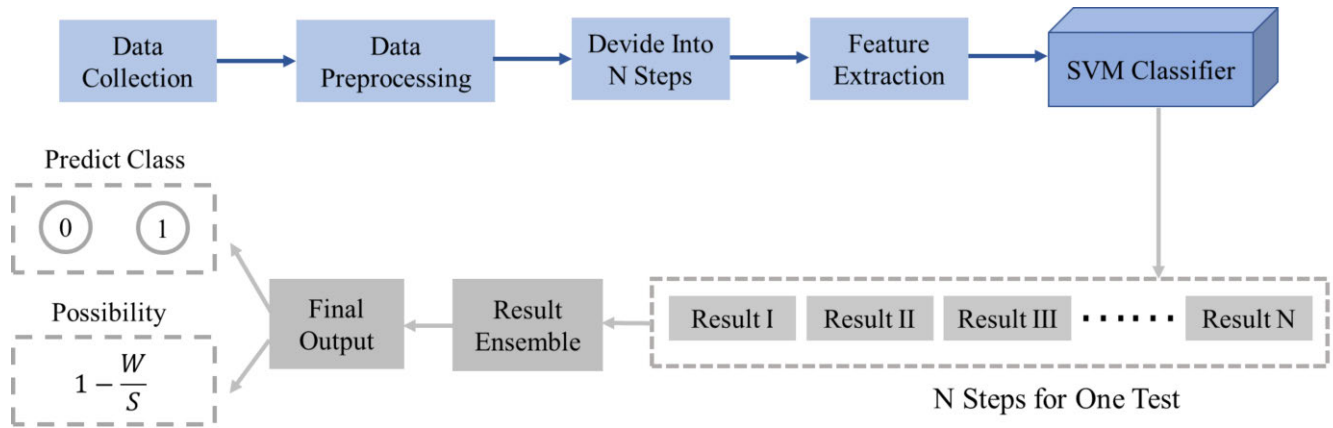 Data
Collection
Data
Preprocessing
Devide Into
N Steps
Feature
Extraction
SVM Classifier
Predict Class
0 1
Possibility
1 − W/S
Final
Output
Result
Ensemble
Result I Result II Result III ······ Result N
N Steps for One Test